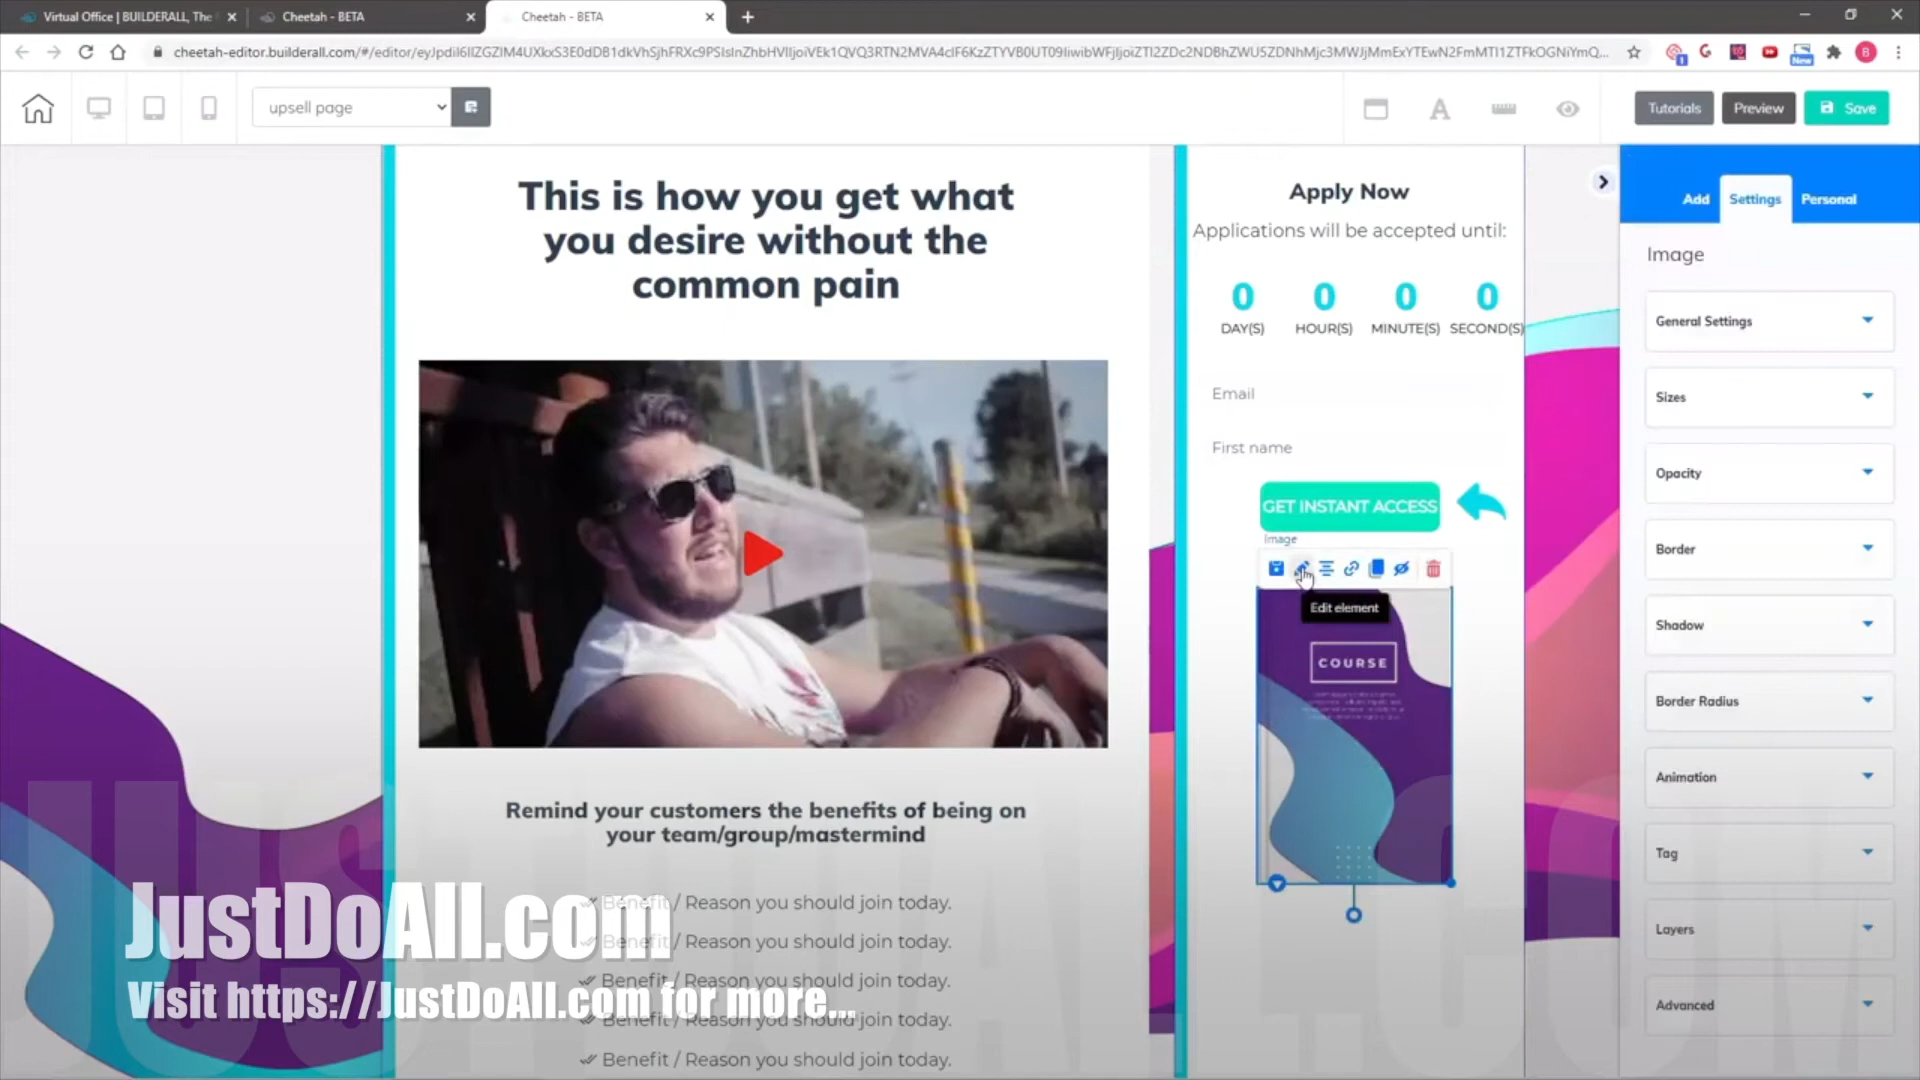 Virtual Office | BUILDERALL, The
Cheetah - BETA
Cheetah - BETA
upsell page
Tutorials
Preview
Save
This is how you get what
you desire without the
common pain
Remind your customers the benefits of being on
your team/group/mastermind
Benefit / Reason you should join today.
Benefit / Reason you should join today.
Benefit / Reason you should join today.
Benefit / Reason you should join today.
Benefit / Reason you should join today.
Apply Now
Applications will be accepted until:
0 0 0 0
DAY(S) HOUR(S) MINUTE(S) SECOND(S)
Email
First name
GET INSTANT ACCESS
Image
Edit element
COURSE
Add Settings Personal
Image
General Settings
Sizes
Opacity
Border
Shadow
Border Radius
Animation
Tag
Layers
Advanced
JustDoAll.com
Visit https://JustDoAll.com for more...